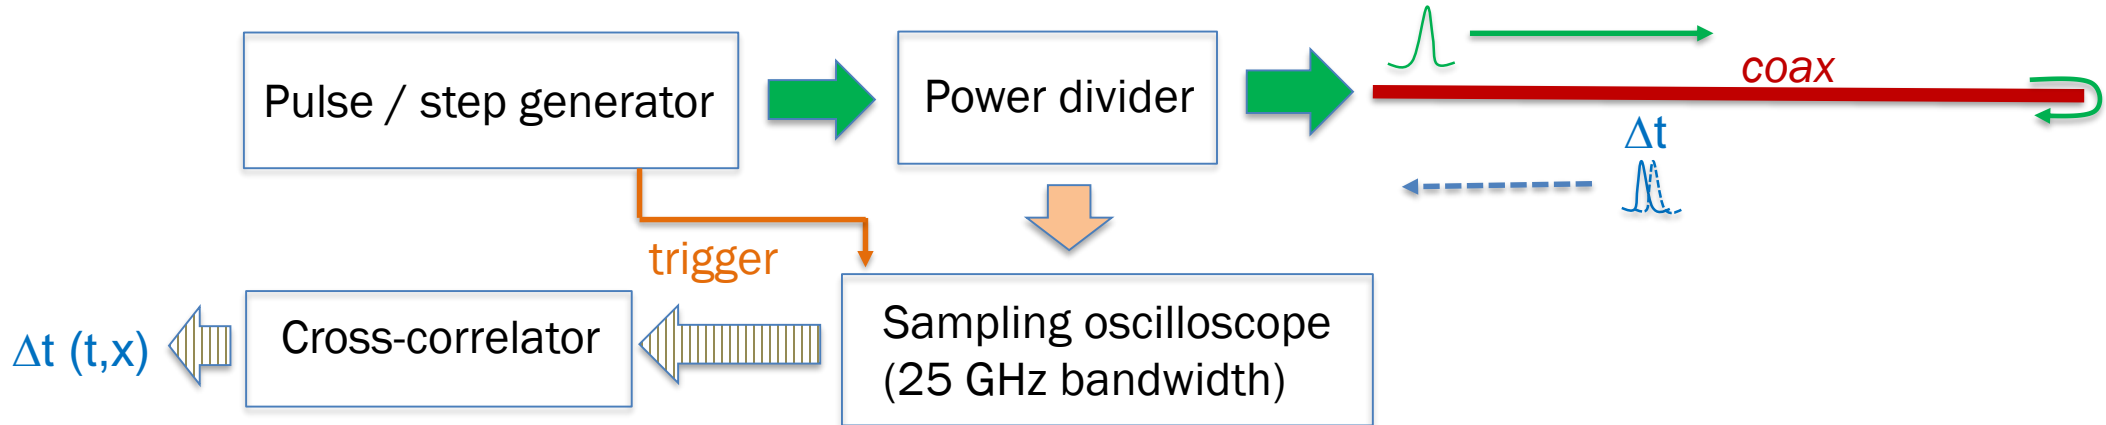 Pulse / step generator
Power divider
coax
Δt
trigger
Sampling oscilloscope
(25 GHz bandwidth)
Cross-correlator
Δt (t,x)